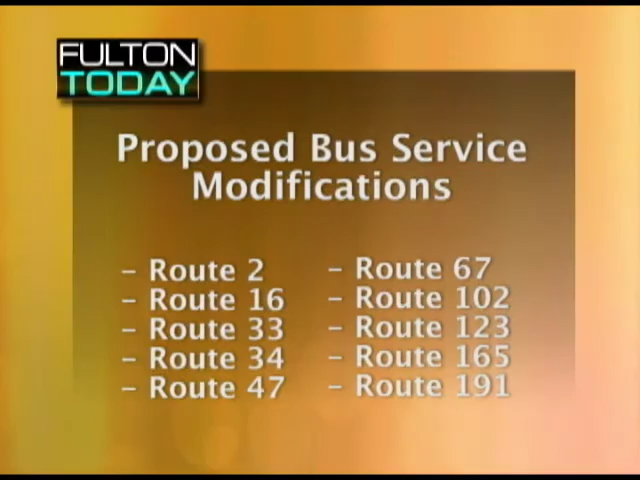 FULTON
TODAY
Proposed Bus Service
Modifications
– Route 2
– Route 16
– Route 33
– Route 34
– Route 47
– Route 67
– Route 102
– Route 123
– Route 165
– Route 191